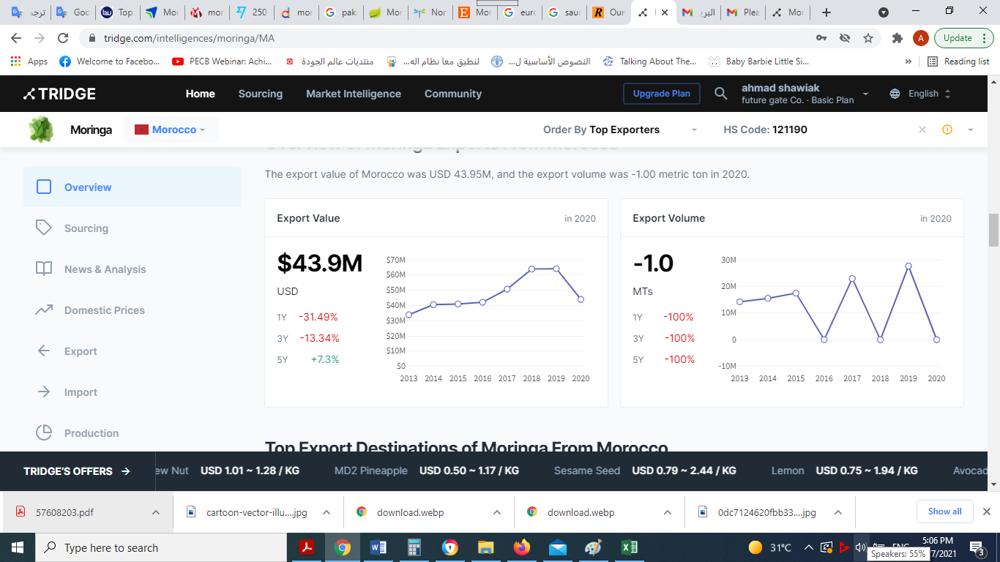 ترجـ
Goo
Top
Mor
mor
250
mor
pak
Mor
Nor
Mor
euro
sauc
Our
البريـ
Plea
Mor
tridge.com/intelligences/moringa/MA
A
Update
Apps
Welcome to Facebo...
PECB Webinar: Achi...
منتديات عالم الجودة
لنطبق معا نظام اله...
النصوص الأساسية ل...
Talking About The...
Baby Barbie Little Si...
»
Reading list
TRIDGE
Home
Sourcing
Market Intelligence
Community
Upgrade Plan
ahmad shawiak
future gate Co. · Basic Plan
English
Moringa
Morocco
Order By Top Exporters
HS Code: 121190
Overview of Moringa Exports From Morocco
The export value of Morocco was USD 43.95M, and the export volume was -1.00 metric ton in 2020.
Overview
Sourcing
News & Analysis
Domestic Prices
Export
Import
Production
Export Value
in 2020
$43.9M
USD
1Y -31.49%
3Y -13.34%
5Y +7.3%
$70M
$60M
$50M
$40M
$30M
$20M
$10M
$0
2013 2014 2015 2016 2017 2018 2019 2020
Export Volume
in 2020
-1.0
MTs
1Y -100%
3Y -100%
5Y -100%
30M
20M
10M
0
-10M
2013 2014 2015 2016 2017 2018 2019 2020
Top Export Destinations of Moringa From Morocco
TRIDGE'S OFFERS
ew Nut USD 1.01 ~ 1.28 / KG
MD2 Pineapple USD 0.50 ~ 1.17 / KG
Sesame Seed USD 0.79 ~ 2.44 / KG
Lemon USD 0.75 ~ 1.94 / KG
Avocad
57608203.pdf
cartoon-vector-illu....jpg
download.webp
download.webp
0dc7124620fbb33....jpg
Show all
Type here to search
31°C
5:06 PM
7/2021
Speakers: 55%
3